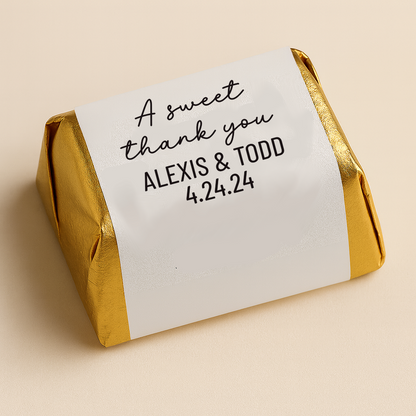 A sweet
thank you
ALEXIS & TODD
4.24.24